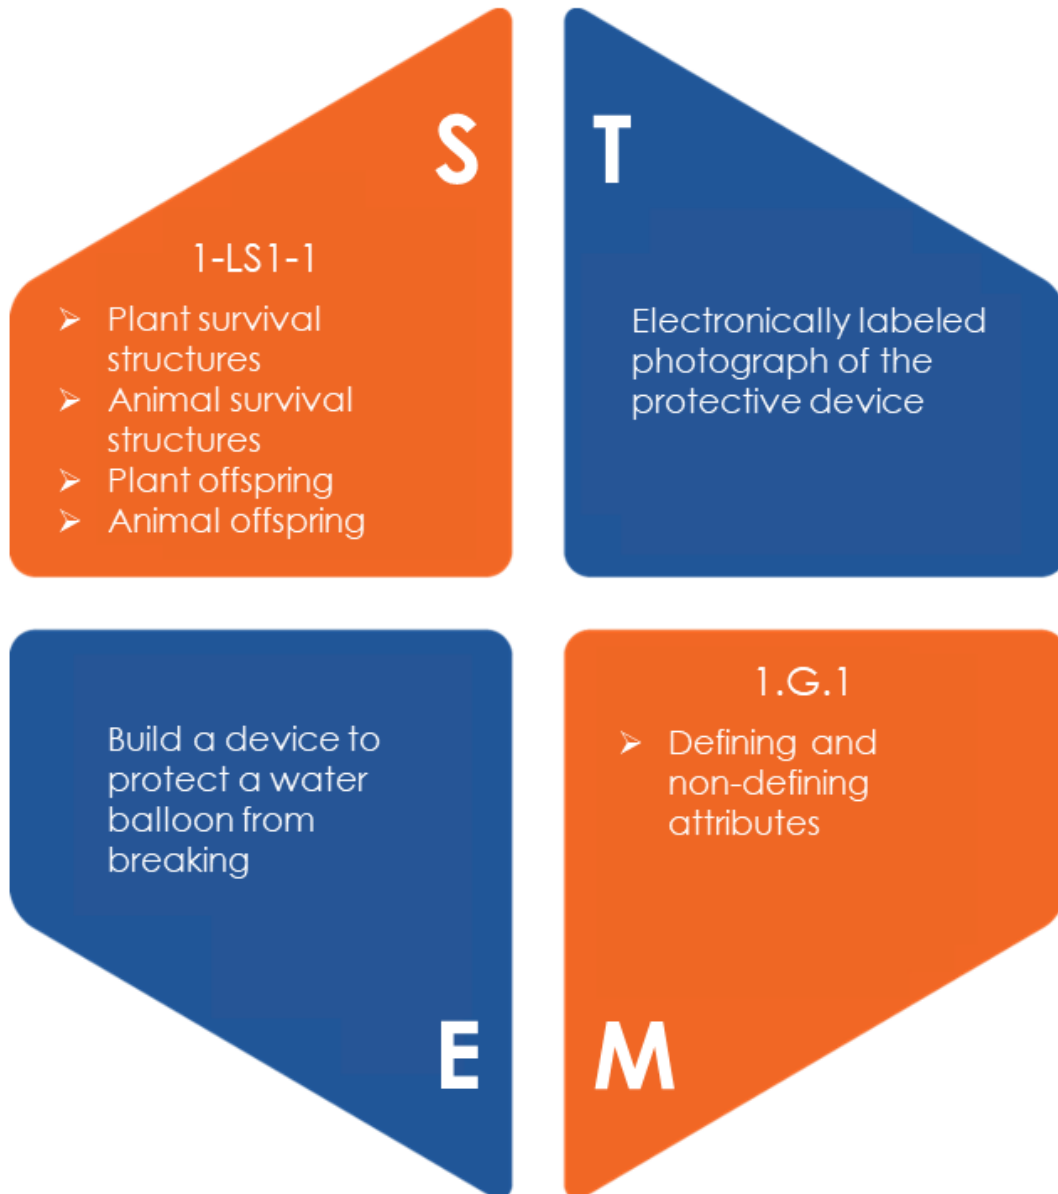 S
1-LS1-1
➢ Plant survival
structures
➢ Animal survival
structures
➢ Plant offspring
➢ Animal offspring
T
Electronically labeled
photograph of the
protective device
Build a device to
protect a water
balloon from
breaking
E
1.G.1
➢ Defining and
non-defining
attributes
M